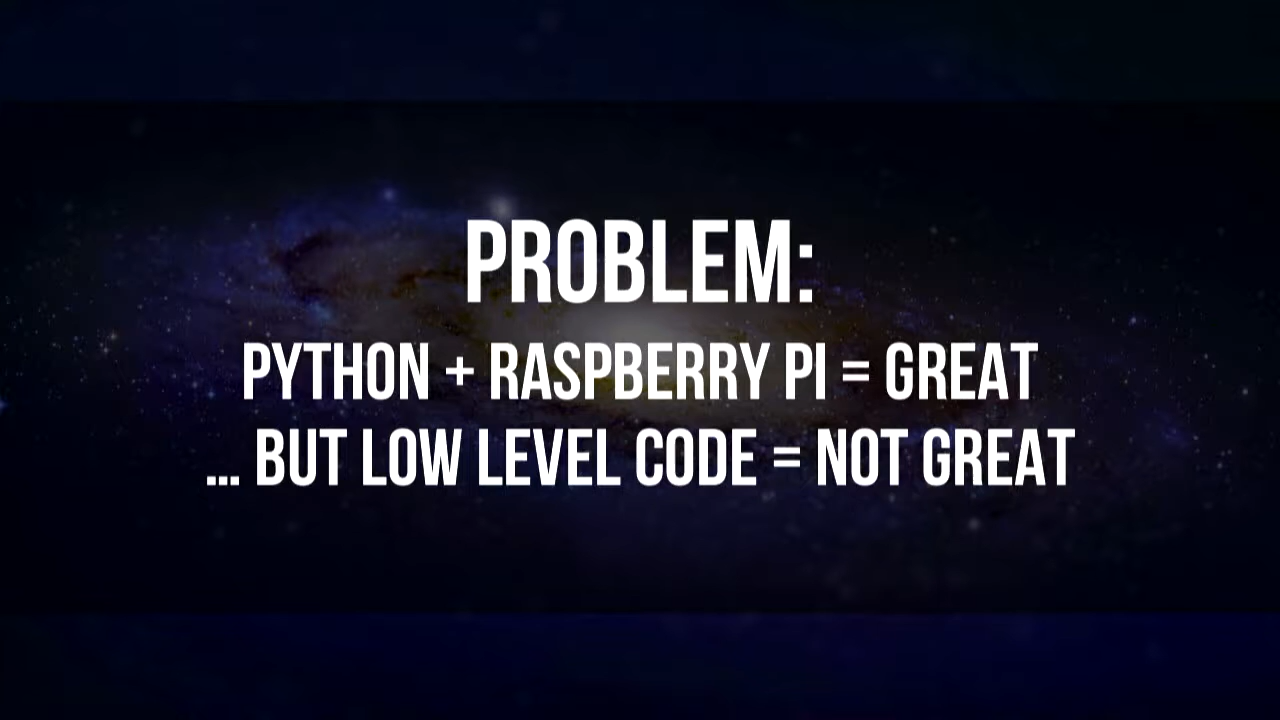 PROBLEM:
PYTHON + RASPBERRY PI = GREAT
... BUT LOW LEVEL CODE = NOT GREAT